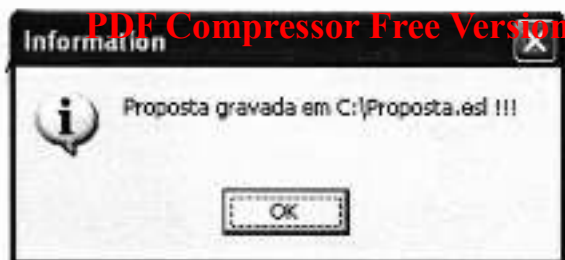 PDF Compressor Free Version
Information
Proposta gravada em C:\Proposta.esl !!!
OK